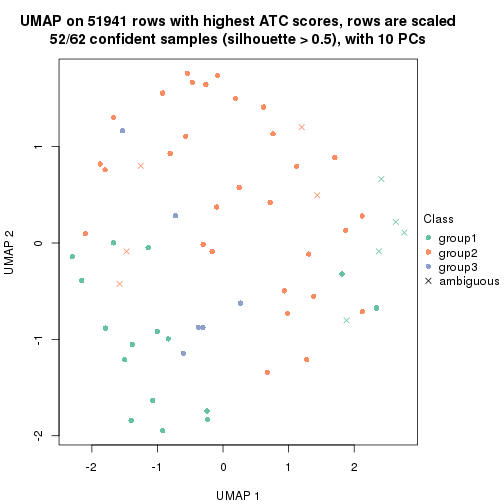 UMAP on 51941 rows with highest ATC scores, rows are scaled
52/62 confident samples (silhouette > 0.5), with 10 PCs
UMAP 2
1
0
-1
-2
-2
-1
0
1
2
UMAP 1
Class
group1
group2
group3
ambiguous